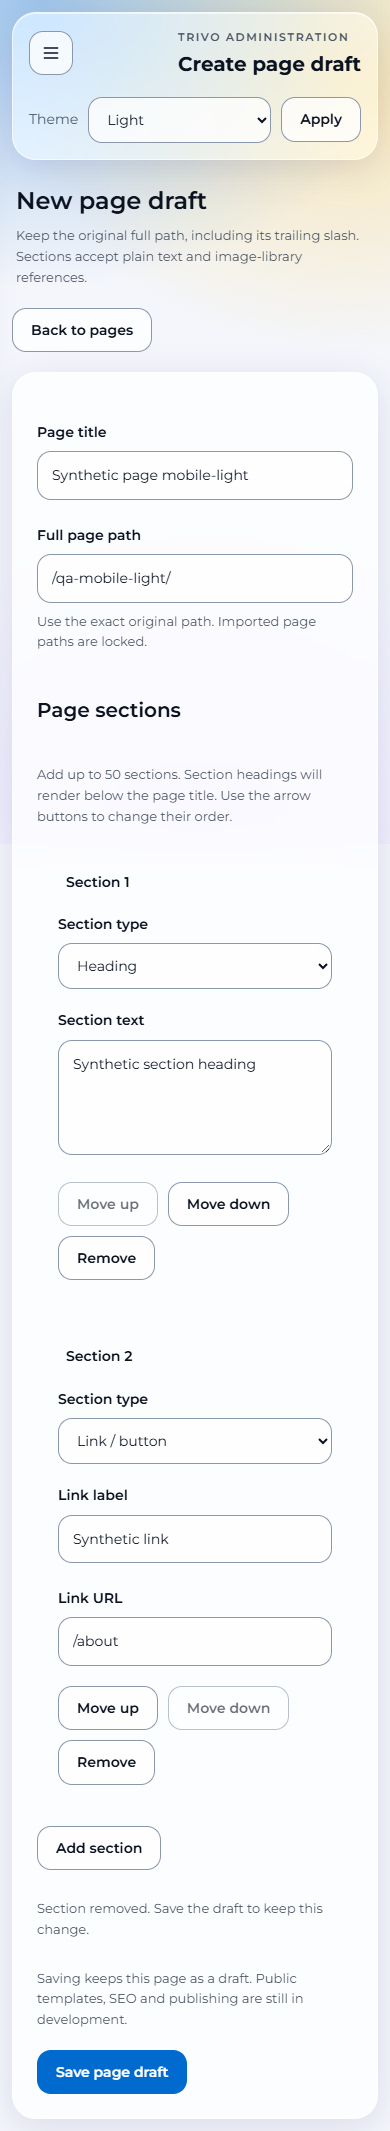 TRIVO ADMINISTRATION
Create page draft
Theme
Light
Apply
New page draft
Keep the original full path, including its trailing slash.
Sections accept plain text and image-library
references.
Back to pages
Page title
Synthetic page mobile-light
Full page path
/qa-mobile-light/
Use the exact original path. Imported page
paths are locked.
Page sections
Add up to 50 sections. Section headings will
render below the page title. Use the arrow
buttons to change their order.
Section 1
Section type
Heading
Section text
Synthetic section heading
Move up
Move down
Remove
Section 2
Section type
Link / button
Link label
Synthetic link
Link URL
/about
Move up
Move down
Remove
Add section
Section removed. Save the draft to keep this
change.
Saving keeps this page as a draft. Public
templates, SEO and publishing are still in
development.
Save page draft